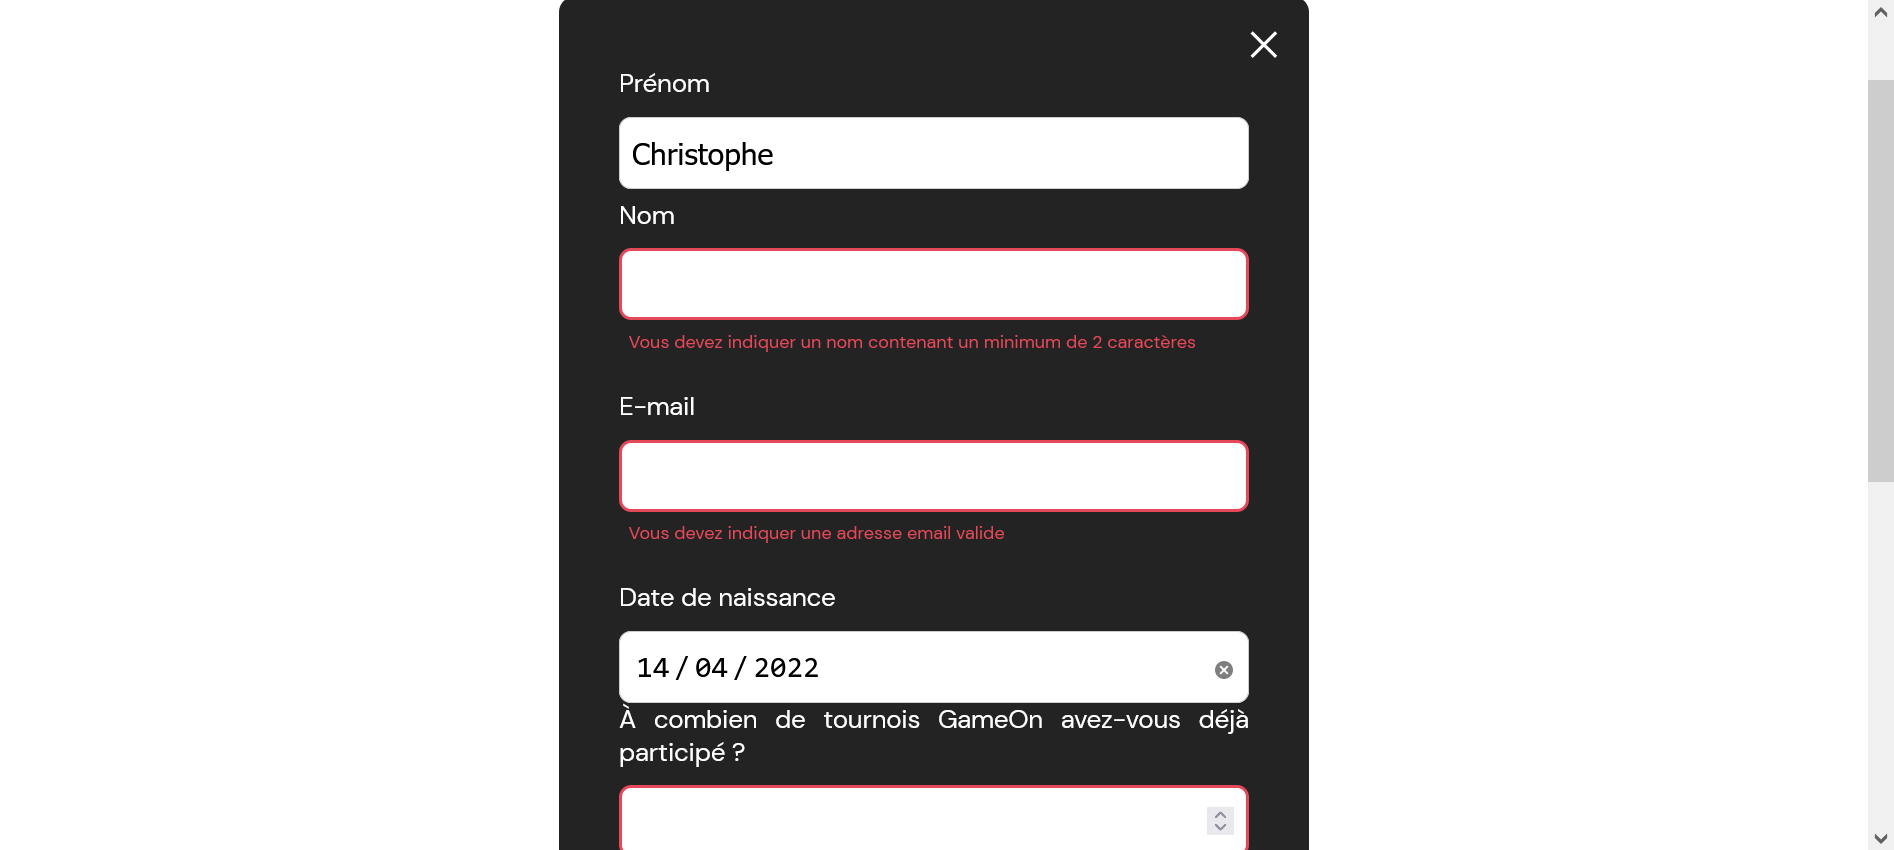 Prénom
Christophe
Nom
Vous devez indiquer un nom contenant un minimum de 2 caractères
E-mail
Vous devez indiquer une adresse email valide
Date de naissance
14/04/2022
À combien de tournois GameOn avez-vous déjà
participé ?